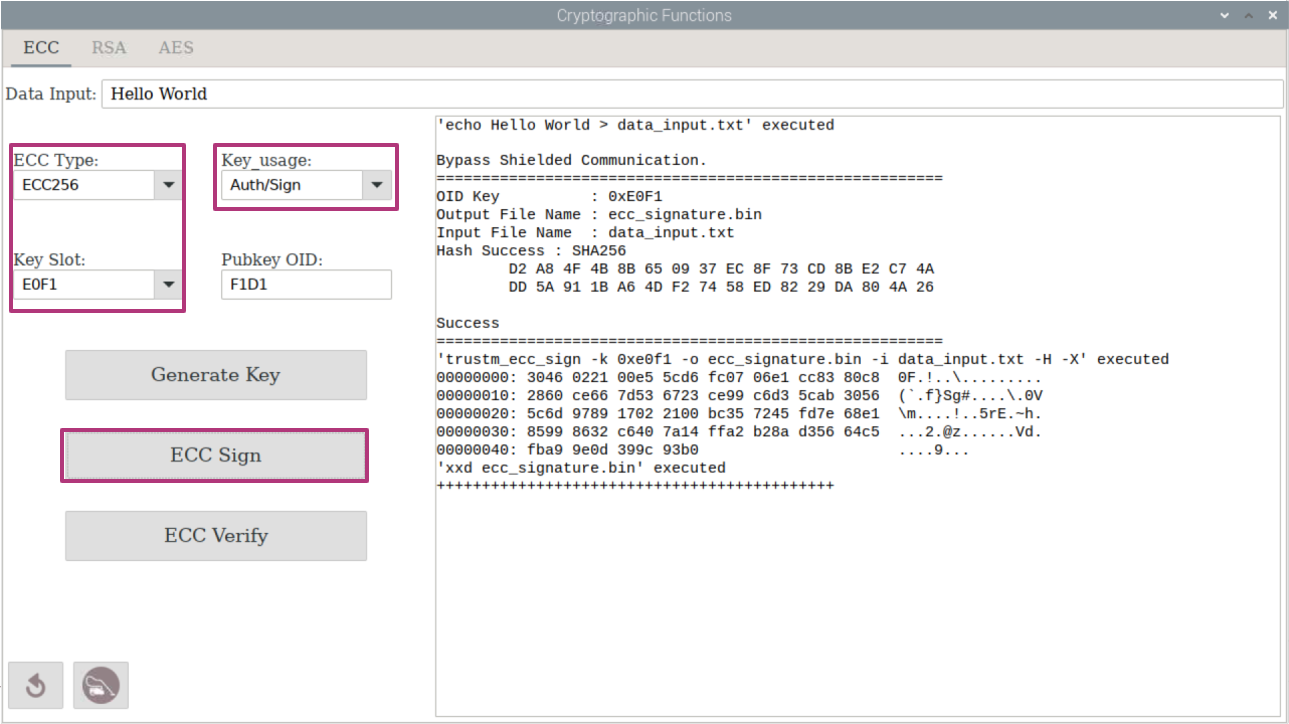 Cryptographic Functions
ECC RSA AES
Data Input: Hello World
ECC Type:
ECC256
Key_usage:
Auth/Sign
Key Slot:
E0F1
Pubkey OID:
F1D1
Generate Key
ECC Sign
ECC Verify
'echo Hello World > data_input.txt' executed
Bypass Shielded Communication.
========================================================
OID Key          : 0xE0F1
Output File Name : ecc_signature.bin
Input File Name  : data_input.txt
Hash Success : SHA256
D2 A8 4F 4B 8B 65 09 37 EC 8F 73 CD 8B E2 C7 4A
DD 5A 91 1B A6 4D F2 74 58 ED 82 29 DA 80 4A 26
Success
========================================================
'trustm_ecc_sign -k 0xe0f1 -o ecc_signature.bin -i data_input.txt -H -X' executed
00000000: 3046 0221 00e5 5cd6 fc07 06e1 cc83 80c8  0F.!..\.........
00000010: 2860 ce66 7d53 6723 ce99 c6d3 5cab 3056  (`.f}Sg#....\.0V
00000020: 5c6d 9789 1702 2100 bc35 7245 fd7e 68e1  \m....!..5rE.~h.
00000030: 8599 8632 c640 7a14 ffa2 b28a d356 64c5  ...2.@z......Vd.
00000040: fba9 9e0d 399c 93b0                      ....9...
'xxd ecc_signature.bin' executed
++++++++++++++++++++++++++++++++++++++++++++